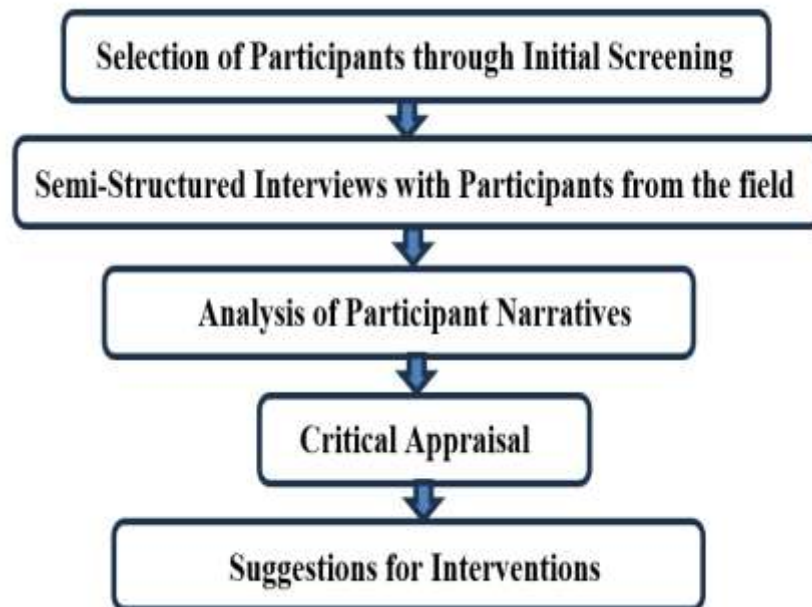 Selection of Participants through Initial Screening
Semi-Structured Interviews with Participants from the field
Analysis of Participant Narratives
Critical Appraisal
Suggestions for Interventions